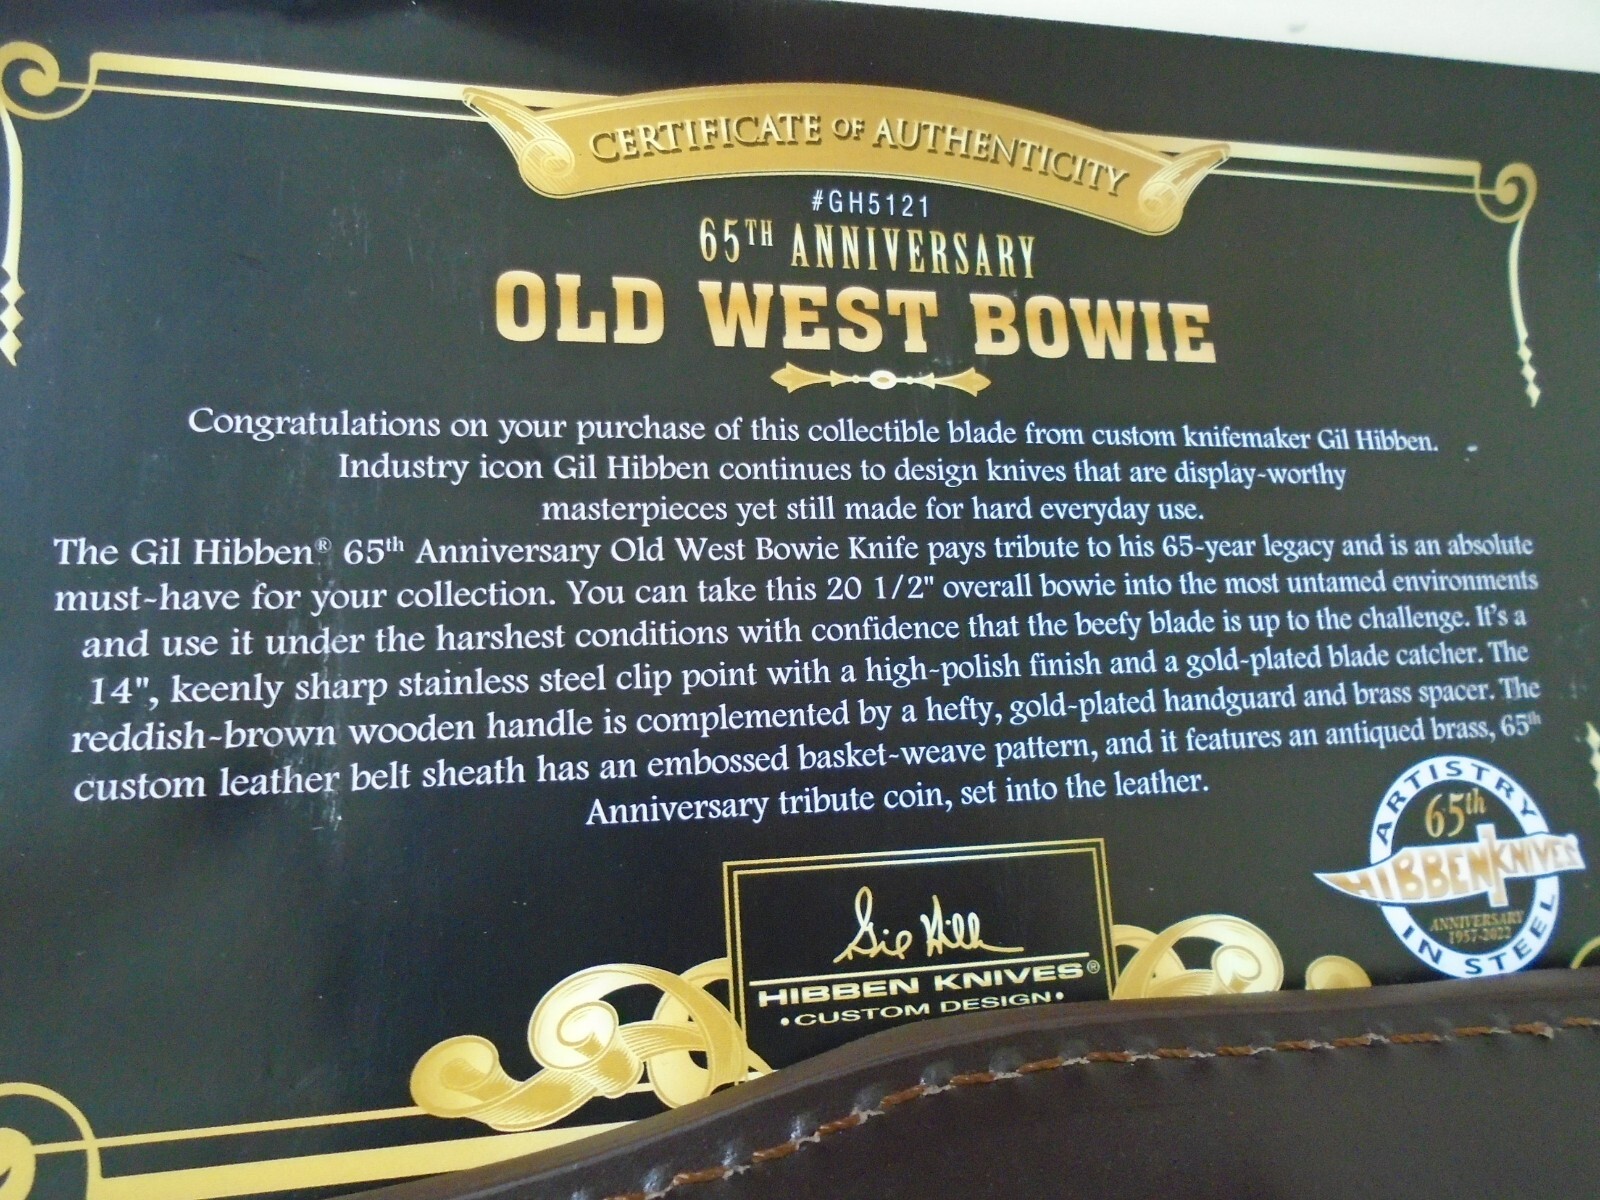 CERTIFICATE OF AUTHENTICITY
#GH5121
65TH ANNIVERSARY
OLD WEST BOWIE
Congratulations on your purchase of this collectible blade from custom knifemaker Gil Hibben.
Industry icon Gil Hibben continues to design knives that are display-worthy
masterpieces yet still made for hard everyday use.
The Gil Hibben® 65th Anniversary Old West Bowie Knife pays tribute to his 65-year legacy and is an absolute
must-have for your collection. You can take this 20 1/2" overall bowie into the most untamed environments
and use it under the harshest conditions with confidence that the beefy blade is up to the challenge. It's a
14", keenly sharp stainless steel clip point with a high-polish finish and a gold-plated blade catcher. The
reddish-brown wooden handle is complemented by a hefty, gold-plated handguard and brass spacer. The
custom leather belt sheath has an embossed basket-weave pattern, and it features an antiqued brass, 65th
Anniversary tribute coin, set into the leather.
ARTISTRY
65th
HIBBEN KNIVES
ANNIVERSARY
1957-2022
IN STEEL
Gil Hibben
HIBBEN KNIVES®
•CUSTOM DESIGN•